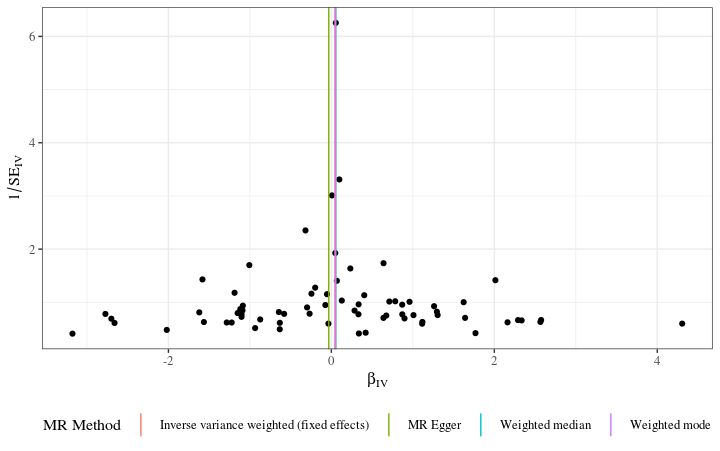 6
4
2
1/SE_IV
-2
0
2
4
β_IV
MR Method
Inverse variance weighted (fixed effects)
MR Egger
Weighted median
Weighted mode